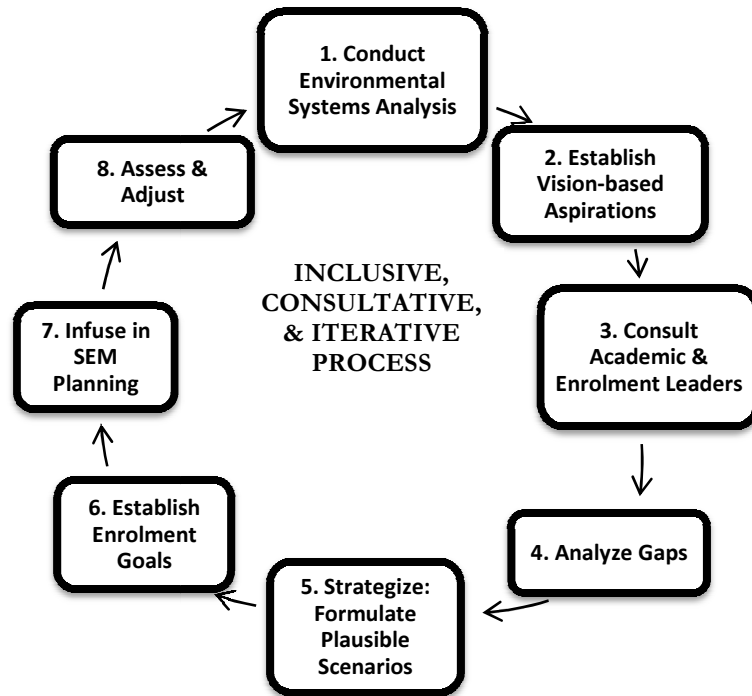 1. Conduct
Environmental
Systems Analysis
2. Establish
Vision-based
Aspirations
3. Consult
Academic &
Enrolment Leaders
4. Analyze Gaps
5. Strategize:
Formulate
Plausible
Scenarios
6. Establish
Enrolment
Goals
7. Infuse in
SEM
Planning
8. Assess &
Adjust
INCLUSIVE,
CONSULTATIVE,
& ITERATIVE
PROCESS